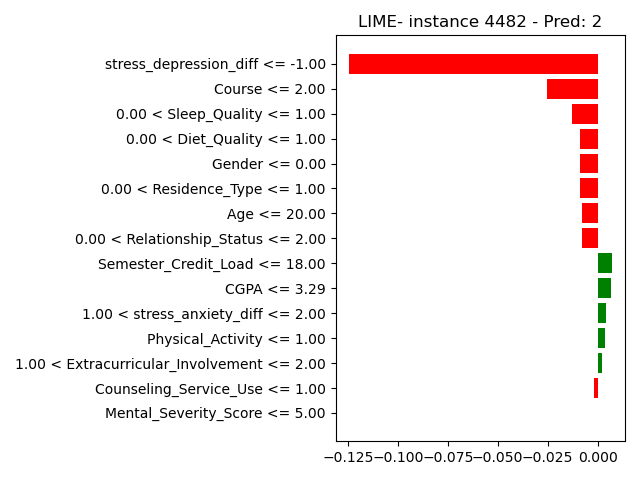 LIME- instance 4482 - Pred: 2
stress_depression_diff <= -1.00
Course <= 2.00
0.00 < Sleep_Quality <= 1.00
0.00 < Diet_Quality <= 1.00
Gender <= 0.00
0.00 < Residence_Type <= 1.00
Age <= 20.00
0.00 < Relationship_Status <= 2.00
Semester_Credit_Load <= 18.00
CGPA <= 3.29
1.00 < stress_anxiety_diff <= 2.00
Physical_Activity <= 1.00
1.00 < Extracurricular_Involvement <= 2.00
Counseling_Service_Use <= 1.00
Mental_Severity_Score <= 5.00
−0.125 −0.100 −0.075 −0.050 −0.025 0.000